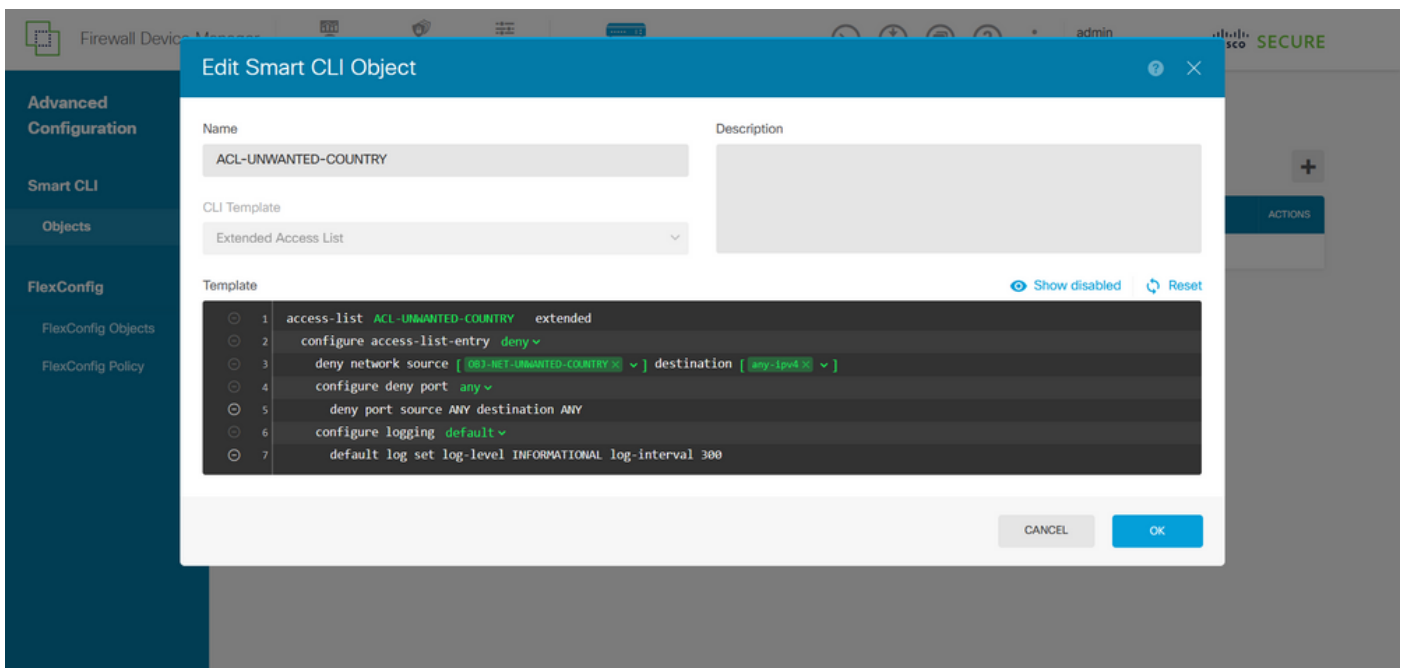 Firewall Device Manager
admin
cisco SECURE
Edit Smart CLI Object
Advanced
Configuration
Smart CLI
Objects
FlexConfig
FlexConfig Objects
FlexConfig Policy
Name
ACL-UNWANTED-COUNTRY
Description
CLI Template
Extended Access List
ACTIONS
Template
Show disabled
Reset
1 access-list ACL-UNWANTED-COUNTRY extended
2 configure access-list-entry deny
3 deny network source [ OBJ-NET-UNWANTED-COUNTRY × ] destination [ any-ipv4 × ]
4 configure deny port any
5 deny port source ANY destination ANY
6 configure logging default
7 default log set log-level INFORMATIONAL log-interval 300
CANCEL
OK